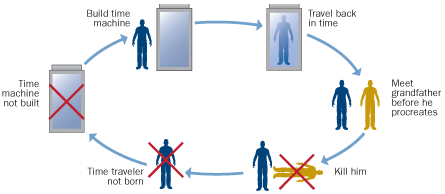 Build time
machine
Travel back
in time
Meet
grandfather
before he
procreates
Kill him
Time traveler
not born
Time
machine
not built